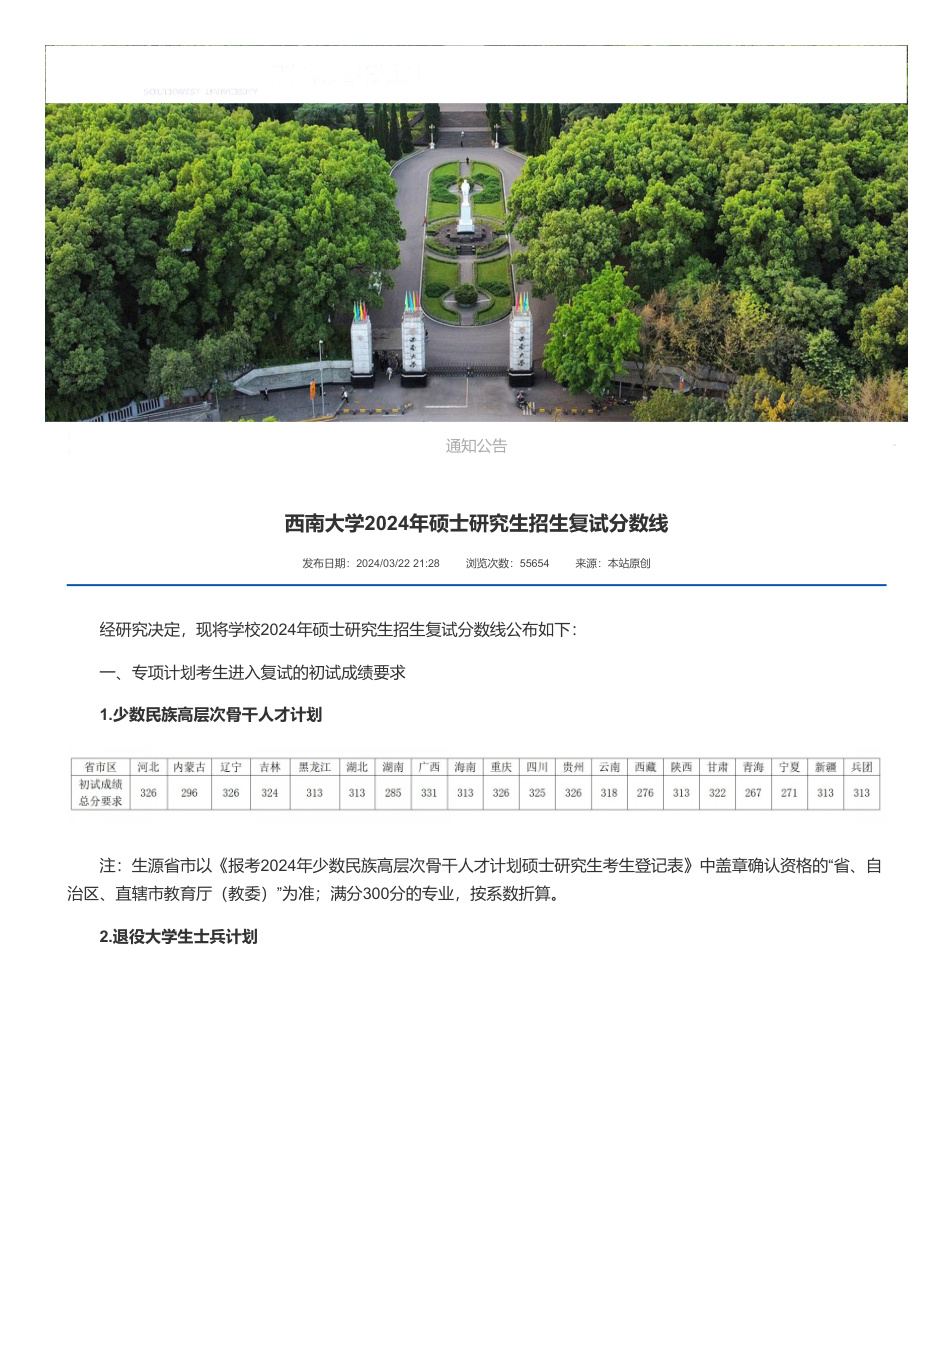 SOUTHWEST UNIVERSITY
西南大学
通知公告
西南大学2024年硕士研究生招生复试分数线
发布日期：2024/03/22 21:28 浏览次数：55654 来源：本站原创
经研究决定，现将学校2024年硕士研究生招生复试分数线公布如下：
一、专项计划考生进入复试的初试成绩要求
1.少数民族高层次骨干人才计划
省市区 河北 内蒙古 辽宁 吉林 黑龙江 湖北 湖南 广西 海南 重庆 四川 贵州 云南 西藏 陕西 甘肃 青海 宁夏 新疆 兵团
初试成绩
总分要求 326 296 326 324 313 313 285 331 313 326 325 326 318 276 313 322 267 271 313 313
注：生源省市以《报考2024年少数民族高层次骨干人才计划硕士研究生考生登记表》中盖章确认资格的“省、自
治区、直辖市教育厅（教委）”为准；满分300分的专业，按系数折算。
2.退役大学生士兵计划